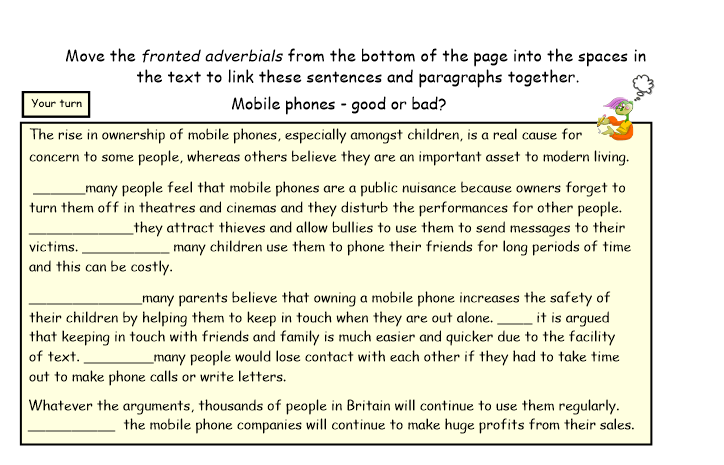 Move the fronted adverbials from the bottom of the page into the spaces in
the text to link these sentences and paragraphs together.
Your turn
Mobile phones - good or bad?
The rise in ownership of mobile phones, especially amongst children, is a real cause for
concern to some people, whereas others believe they are an important asset to modern living.
_______many people feel that mobile phones are a public nuisance because owners forget to
turn them off in theatres and cinemas and they disturb the performances for other people.
______________they attract thieves and allow bullies to use them to send messages to their
victims. ____________ many children use them to phone their friends for long periods of time
and this can be costly.
_______________many parents believe that owning a mobile phone increases the safety of
their children by helping them to keep in touch when they are out alone. _____ it is argued
that keeping in touch with friends and family is much easier and quicker due to the facility
of text. _________many people would lose contact with each other if they had to take time
out to make phone calls or write letters.
Whatever the arguments, thousands of people in Britain will continue to use them regularly.
____________ the mobile phone companies will continue to make huge profits from their sales.